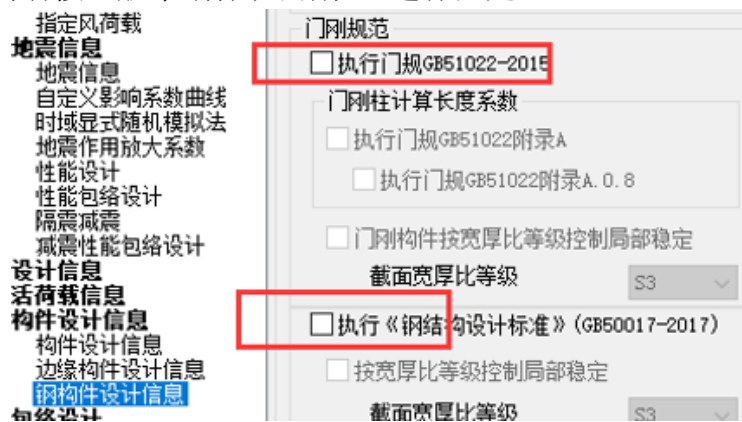 指定风荷载
地震信息
地震信息
自定义影响系数曲线
时域显式随机模拟法
地震作用放大系数
性能设计
性能包络设计
隔震减震
减震性能包络设计
设计信息
活荷载信息
构件设计信息
构件设计信息
边缘构件设计信息
钢构件设计信息
包络设计
门刚规范
执行门规GB51022-2015
门刚柱计算长度系数
执行门规GB51022附录A
执行门规GB51022附录A.0.8
门刚构件按宽厚比等级控制局部稳定
截面宽厚比等级 S3
执行《钢结构设计标准》(GB50017-2017)
按宽厚比等级控制局部稳定
截面宽厚比等级 S3